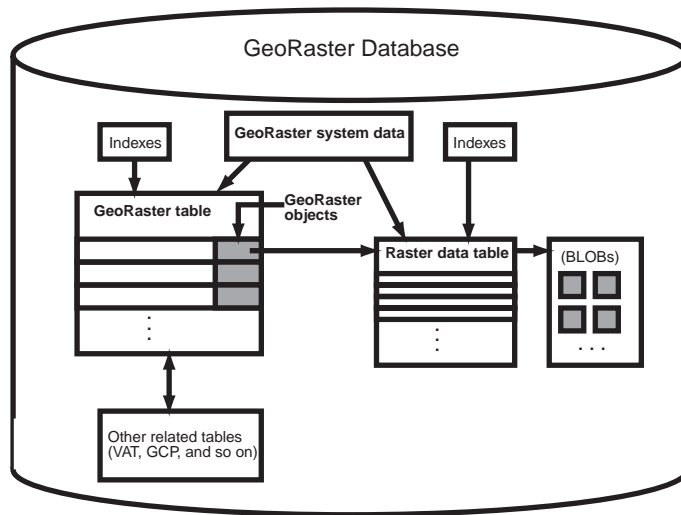 GeoRaster Database
Indexes
GeoRaster system data
Indexes
GeoRaster table
GeoRaster
objects
Raster data table
(BLOBs)
. . .
Other related tables
(VAT, GCP, and so on)